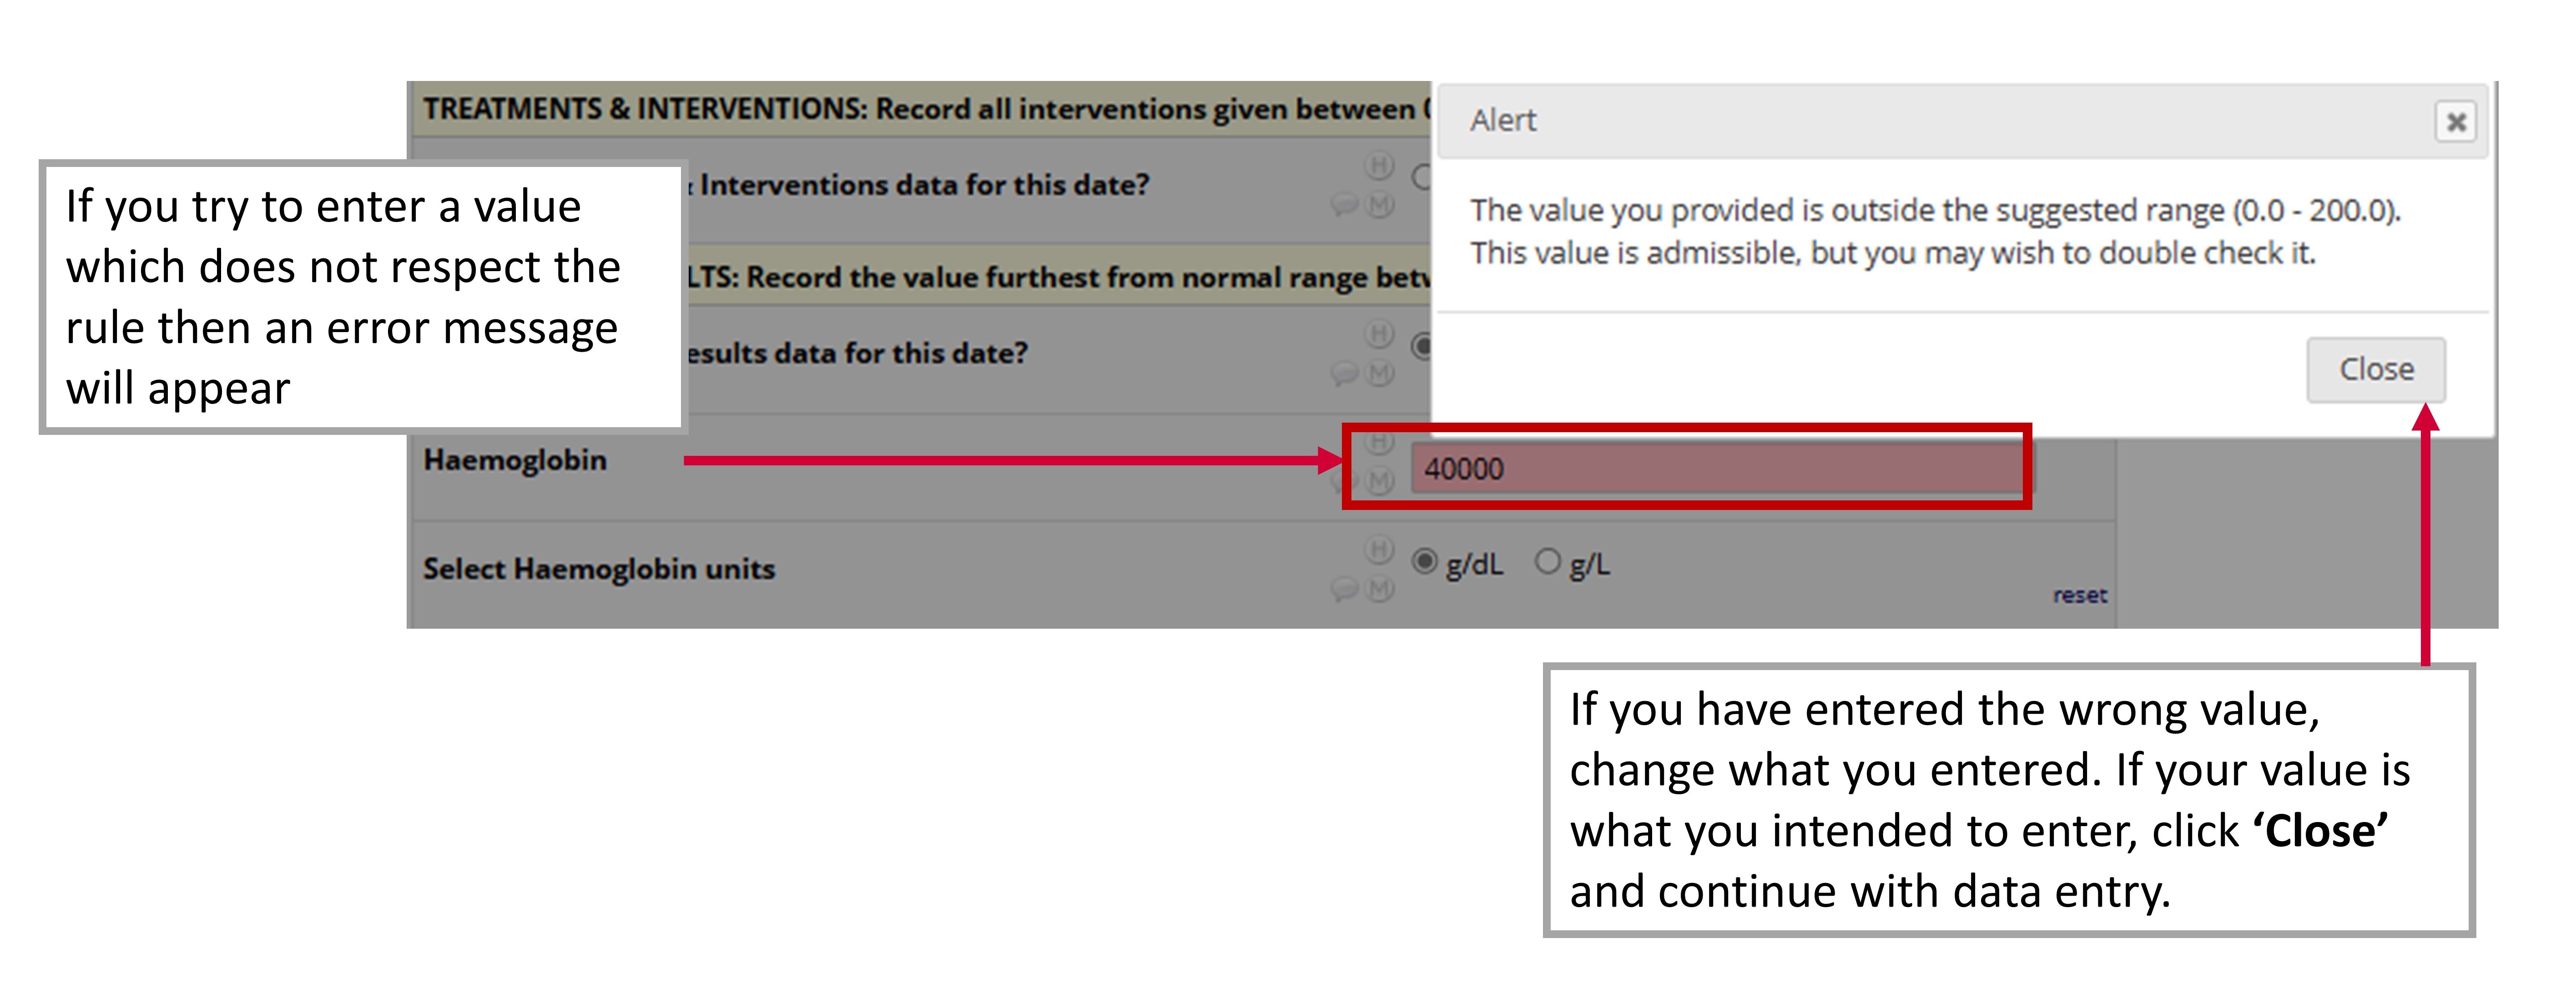 TREATMENTS & INTERVENTIONS: Record all interventions given between
Alert
If you try to enter a value
which does not respect the
rule then an error message
will appear
Interventions data for this date?
H
M
The value you provided is outside the suggested range (0.0 - 200.0).
This value is admissible, but you may wish to double check it.
LTS: Record the value furthest from normal range betw
esults data for this date?
H
M
Close
Haemoglobin
H
M
40000
Select Haemoglobin units
H
M
g/dL g/L
reset
If you have entered the wrong value,
change what you entered. If your value is
what you intended to enter, click ‘Close’
and continue with data entry.